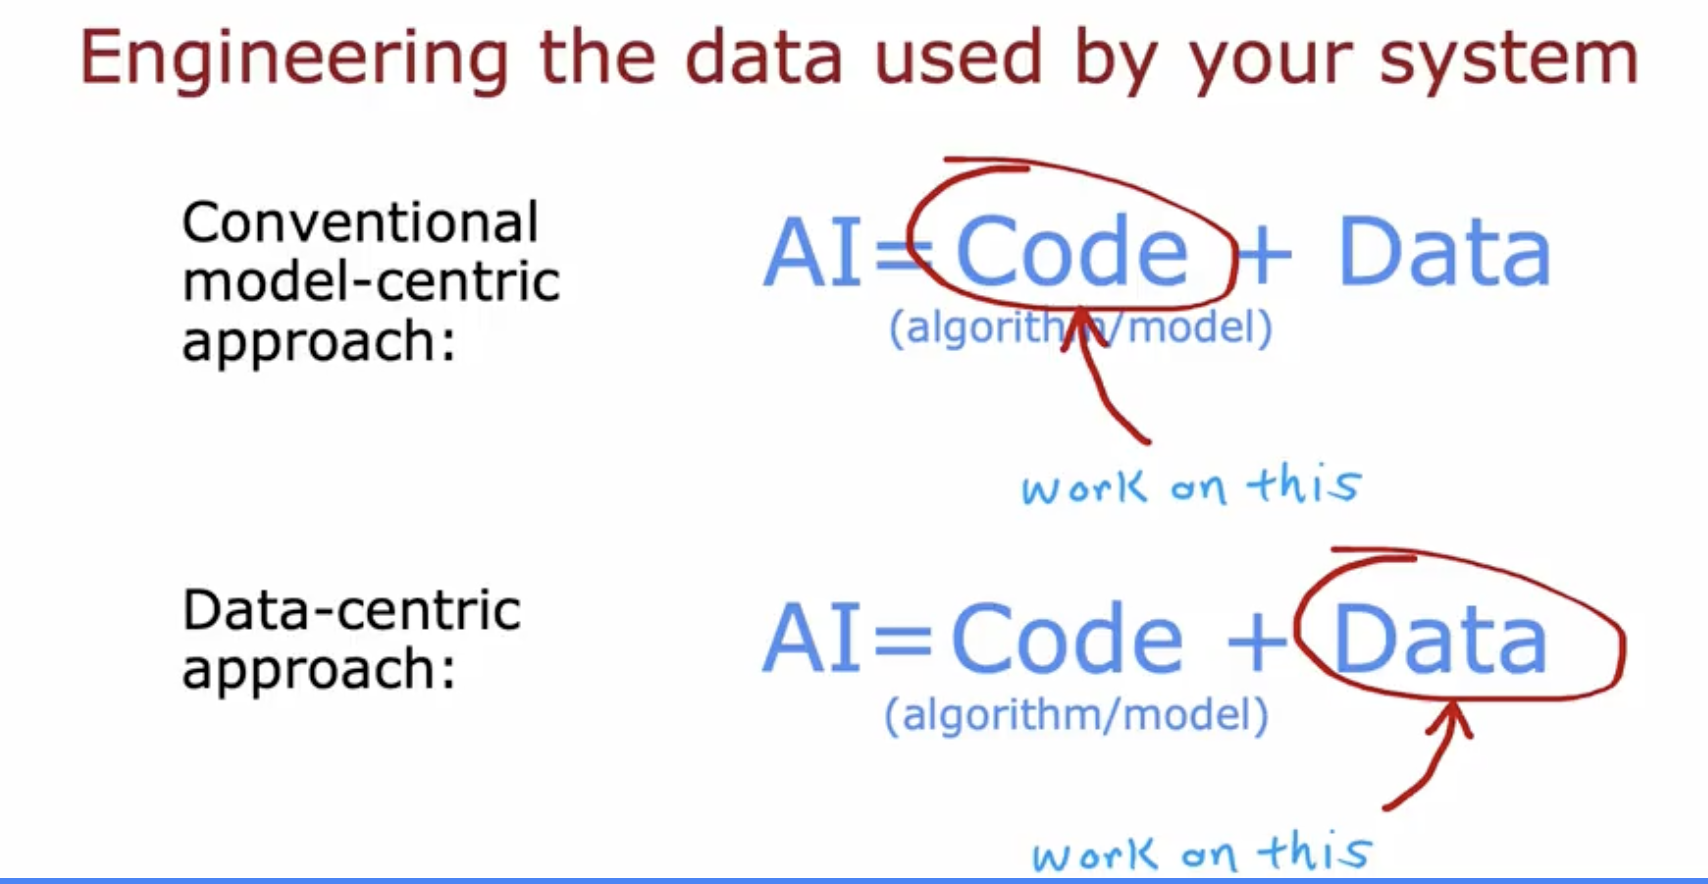 Engineering the data used by your system
Conventional
model-centric
approach:
AI= Code + Data
(algorithm/model)
work on this
Data-centric
approach:
AI= Code + Data
(algorithm/model)
work on this